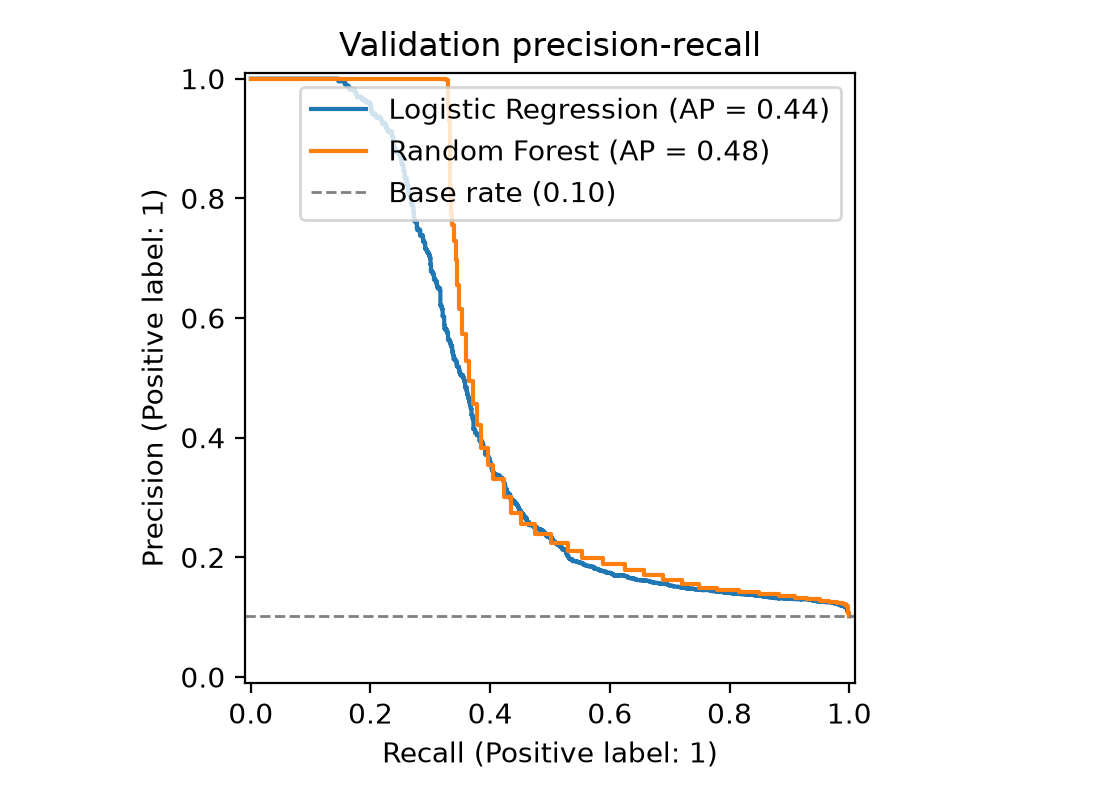 Validation precision-recall
1.0
0.8
0.6
0.4
0.2
0.0
Precision (Positive label: 1)
Logistic Regression (AP = 0.44)
Random Forest (AP = 0.48)
Base rate (0.10)
0.0 0.2 0.4 0.6 0.8 1.0
Recall (Positive label: 1)